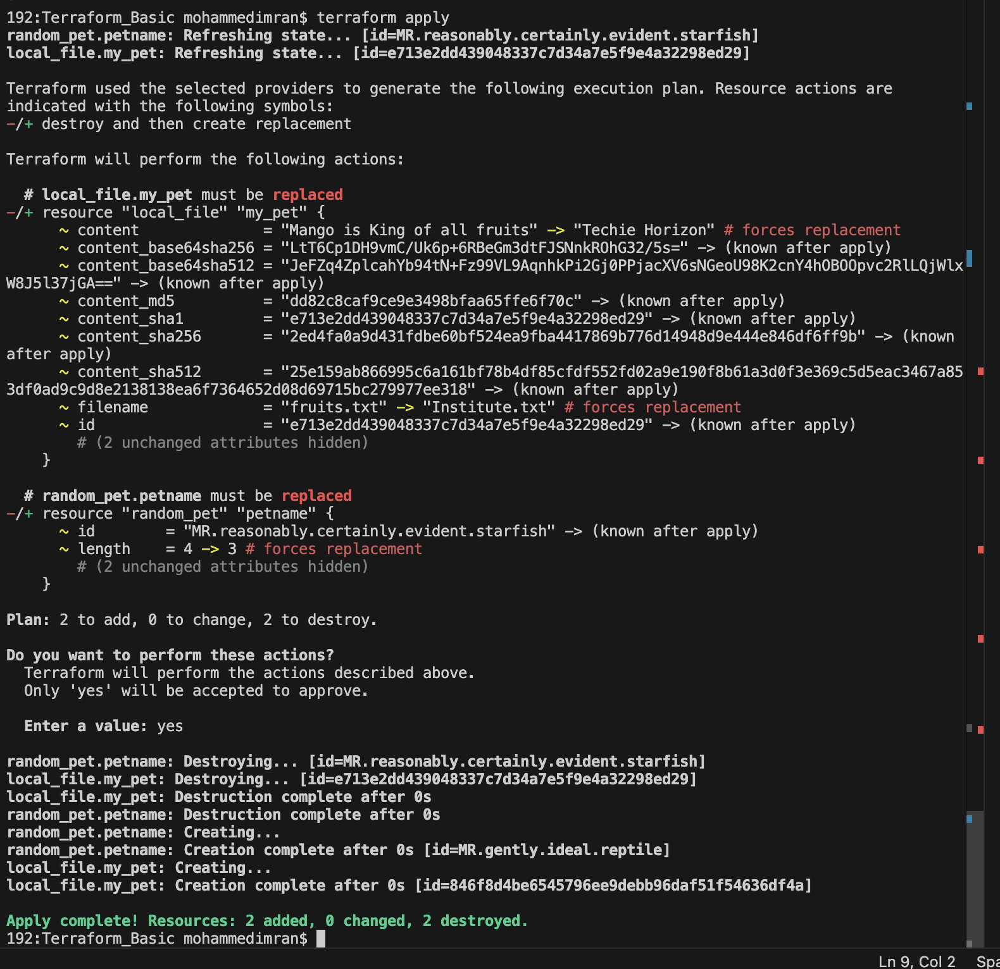 192:Terraform_Basic mohammedimran$ terraform apply
random_pet.petname: Refreshing state... [id=MR.reasonably.certainly.evident.starfish]
local_file.my_pet: Refreshing state... [id=e713e2dd439048337c7d34a7e5f9e4a32298ed29]
Terraform used the selected providers to generate the following execution plan. Resource actions are
indicated with the following symbols:
-/+ destroy and then create replacement
Terraform will perform the following actions:
# local_file.my_pet must be replaced
-/+ resource "local_file" "my_pet" {
~ content = "Mango is King of all fruits" -> "Techie Horizon" # forces replacement
~ content_base64sha256 = "LtT6Cp1DH9vmC/Uk6p+6RBeGm3dtFJSNnkROhG32/5s=" -> (known after apply)
~ content_base64sha512 = "JeFZq4ZplcahYb94tN+Fz99VL9AqnhkPi2Gj0PPjacXV6sNGeoU98K2cnY4hOBOOpvc2RlLQjWlx
W8J5l37jGA==" -> (known after apply)
~ content_md5 = "dd82c8caf9ce9e3498bfaa65ffe6f70c" -> (known after apply)
~ content_sha1 = "e713e2dd439048337c7d34a7e5f9e4a32298ed29" -> (known after apply)
~ content_sha256 = "2ed4fa0a9d431fdbe60bf524ea9fba4417869b776d14948d9e444e846df6ff9b" -> (known
after apply)
~ content_sha512 = "25e159ab866995c6a161bf78b4df85cfdf552fd02a9e190f8b61a3d0f3e369c5d5eac3467a85
3df0ad9c9d8e2138138ea6f7364652d08d69715bc279977ee318" -> (known after apply)
~ filename = "fruits.txt" -> "Institute.txt" # forces replacement
~ id = "e713e2dd439048337c7d34a7e5f9e4a32298ed29" -> (known after apply)
# (2 unchanged attributes hidden)
}
# random_pet.petname must be replaced
-/+ resource "random_pet" "petname" {
~ id = "MR.reasonably.certainly.evident.starfish" -> (known after apply)
~ length = 4 -> 3 # forces replacement
# (2 unchanged attributes hidden)
}
Plan: 2 to add, 0 to change, 2 to destroy.
Do you want to perform these actions?
Terraform will perform the actions described above.
Only 'yes' will be accepted to approve.
Enter a value: yes
random_pet.petname: Destroying... [id=MR.reasonably.certainly.evident.starfish]
local_file.my_pet: Destroying... [id=e713e2dd439048337c7d34a7e5f9e4a32298ed29]
local_file.my_pet: Destruction complete after 0s
random_pet.petname: Destruction complete after 0s
random_pet.petname: Creating...
random_pet.petname: Creation complete after 0s [id=MR.gently.ideal.reptile]
local_file.my_pet: Creating...
local_file.my_pet: Creation complete after 0s [id=846f8d4be6545796ee9debb96daf51f54636df4a]
Apply complete! Resources: 2 added, 0 changed, 2 destroyed.
192:Terraform_Basic mohammedimran$
Ln 9, Col 2 Spa